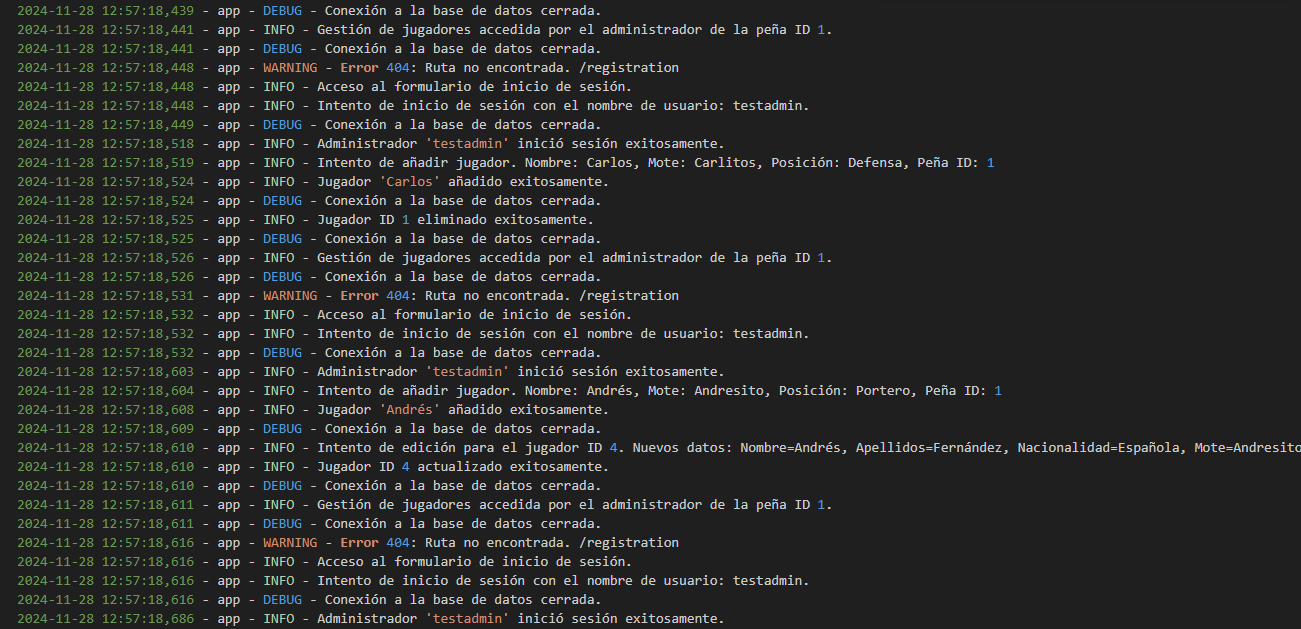 2024-11-28 12:57:18,439 - app - DEBUG - Conexión a la base de datos cerrada.
2024-11-28 12:57:18,441 - app - INFO - Gestión de jugadores accedida por el administrador de la peña ID 1.
2024-11-28 12:57:18,441 - app - DEBUG - Conexión a la base de datos cerrada.
2024-11-28 12:57:18,448 - app - WARNING - Error 404: Ruta no encontrada. /registration
2024-11-28 12:57:18,448 - app - INFO - Acceso al formulario de inicio de sesión.
2024-11-28 12:57:18,448 - app - INFO - Intento de inicio de sesión con el nombre de usuario: testadmin.
2024-11-28 12:57:18,449 - app - DEBUG - Conexión a la base de datos cerrada.
2024-11-28 12:57:18,518 - app - INFO - Administrador 'testadmin' inició sesión exitosamente.
2024-11-28 12:57:18,519 - app - INFO - Intento de añadir jugador. Nombre: Carlos, Mote: Carlitos, Posición: Defensa, Peña ID: 1
2024-11-28 12:57:18,524 - app - INFO - Jugador 'Carlos' añadido exitosamente.
2024-11-28 12:57:18,524 - app - DEBUG - Conexión a la base de datos cerrada.
2024-11-28 12:57:18,525 - app - INFO - Jugador ID 1 eliminado exitosamente.
2024-11-28 12:57:18,525 - app - DEBUG - Conexión a la base de datos cerrada.
2024-11-28 12:57:18,526 - app - INFO - Gestión de jugadores accedida por el administrador de la peña ID 1.
2024-11-28 12:57:18,526 - app - DEBUG - Conexión a la base de datos cerrada.
2024-11-28 12:57:18,531 - app - WARNING - Error 404: Ruta no encontrada. /registration
2024-11-28 12:57:18,532 - app - INFO - Acceso al formulario de inicio de sesión.
2024-11-28 12:57:18,532 - app - INFO - Intento de inicio de sesión con el nombre de usuario: testadmin.
2024-11-28 12:57:18,532 - app - DEBUG - Conexión a la base de datos cerrada.
2024-11-28 12:57:18,603 - app - INFO - Administrador 'testadmin' inició sesión exitosamente.
2024-11-28 12:57:18,604 - app - INFO - Intento de añadir jugador. Nombre: Andrés, Mote: Andresito, Posición: Portero, Peña ID: 1
2024-11-28 12:57:18,608 - app - INFO - Jugador 'Andrés' añadido exitosamente.
2024-11-28 12:57:18,609 - app - DEBUG - Conexión a la base de datos cerrada.
2024-11-28 12:57:18,610 - app - INFO - Intento de edición para el jugador ID 4. Nuevos datos: Nombre=Andrés, Apellidos=Fernández, Nacionalidad=Española, Mote=Andresito
2024-11-28 12:57:18,610 - app - INFO - Jugador ID 4 actualizado exitosamente.
2024-11-28 12:57:18,610 - app - DEBUG - Conexión a la base de datos cerrada.
2024-11-28 12:57:18,611 - app - INFO - Gestión de jugadores accedida por el administrador de la peña ID 1.
2024-11-28 12:57:18,611 - app - DEBUG - Conexión a la base de datos cerrada.
2024-11-28 12:57:18,616 - app - WARNING - Error 404: Ruta no encontrada. /registration
2024-11-28 12:57:18,616 - app - INFO - Acceso al formulario de inicio de sesión.
2024-11-28 12:57:18,616 - app - INFO - Intento de inicio de sesión con el nombre de usuario: testadmin.
2024-11-28 12:57:18,616 - app - DEBUG - Conexión a la base de datos cerrada.
2024-11-28 12:57:18,686 - app - INFO - Administrador 'testadmin' inició sesión exitosamente.